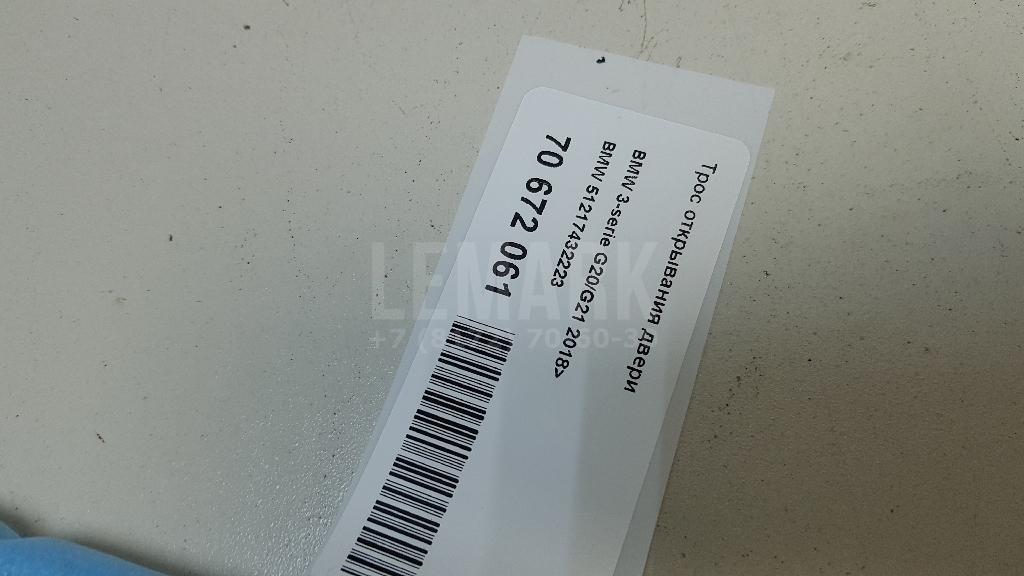 Трос открывания двери
BMW 3-serie G20/G21 2018>
BMW 51217432223
70 672 061
LEMARK